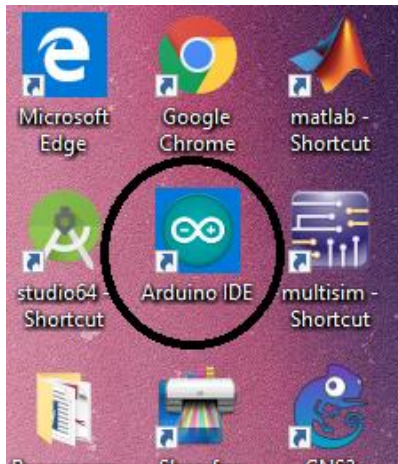 Microsoft
Edge
Google
Chrome
matlab -
Shortcut
studio64 -
Shortcut
Arduino IDE
multisim -
Shortcut